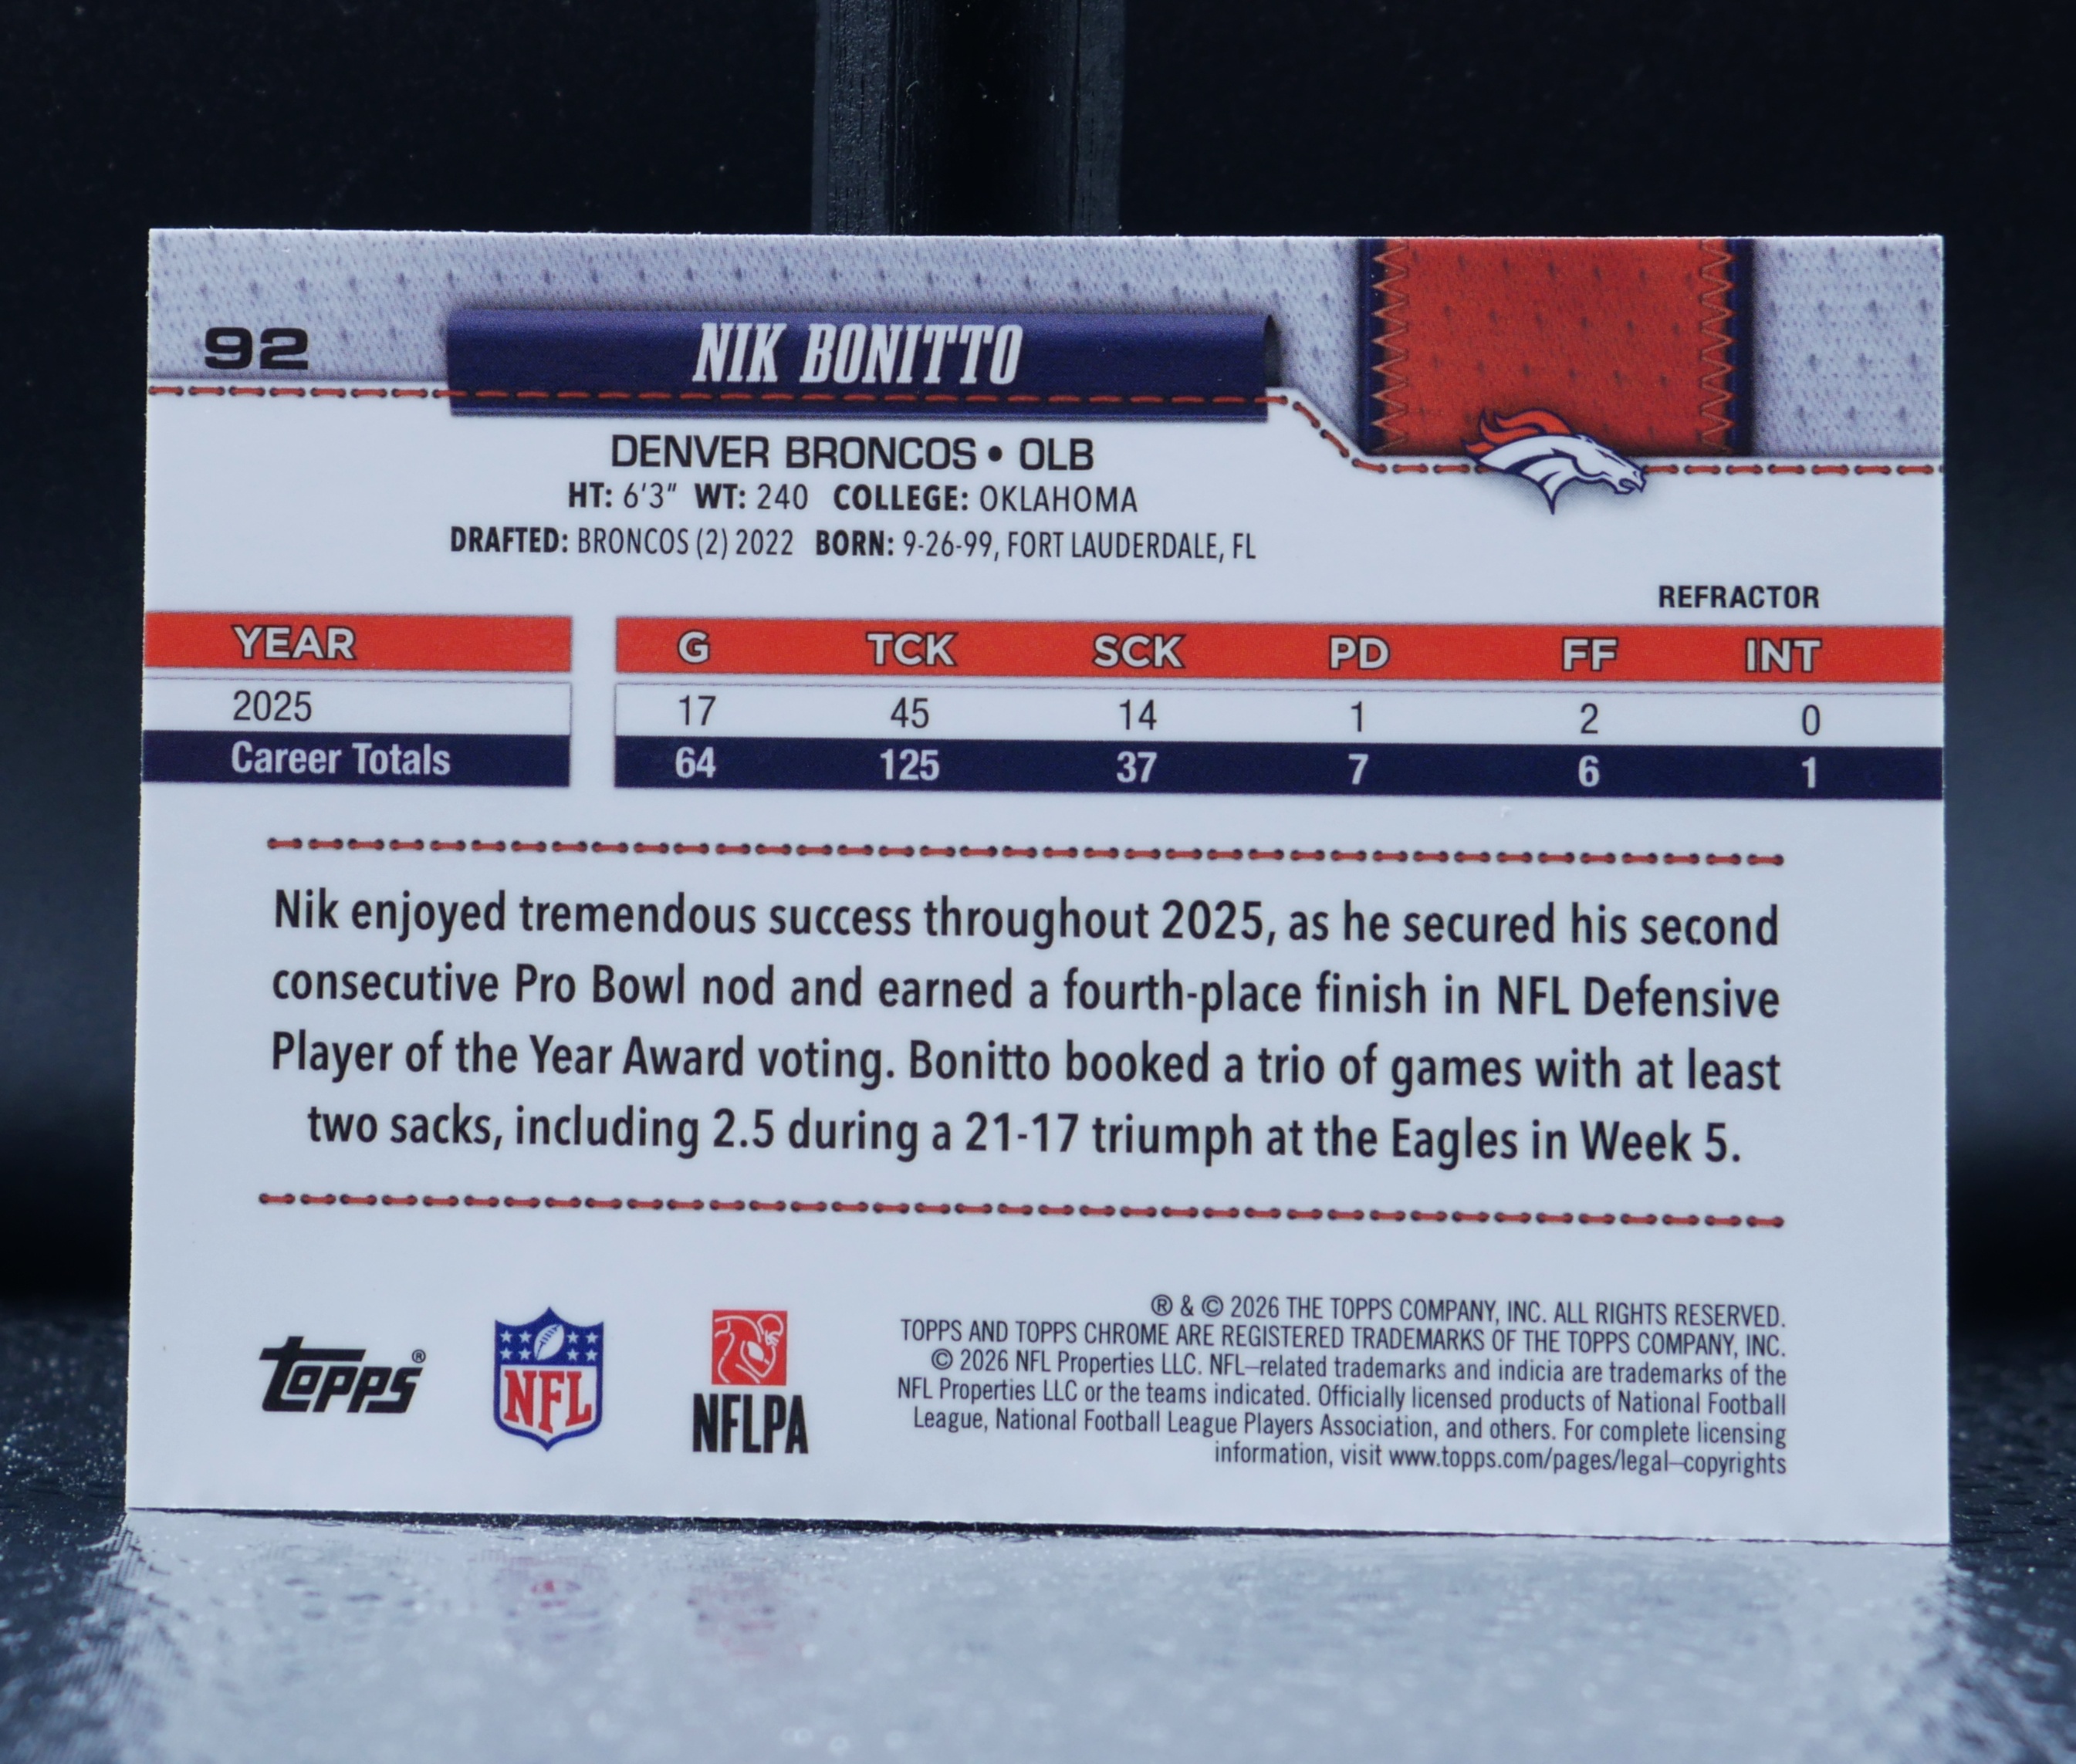 92
NIK BONITTO
DENVER BRONCOS • OLB
HT: 6'3" WT: 240 COLLEGE: OKLAHOMA
DRAFTED: BRONCOS (2) 2022 BORN: 9-26-99, FORT LAUDERDALE, FL
REFRACTOR
YEAR G TCK SCK PD FF INT
2025 17 45 14 1 2 0
Career Totals 64 125 37 7 6 1
Nik enjoyed tremendous success throughout 2025, as he secured his second
consecutive Pro Bowl nod and earned a fourth-place finish in NFL Defensive
Player of the Year Award voting. Bonitto booked a trio of games with at least
two sacks, including 2.5 during a 21-17 triumph at the Eagles in Week 5.
topps®
NFL
NFLPA
® & © 2026 THE TOPPS COMPANY, INC. ALL RIGHTS RESERVED.
TOPPS AND TOPPS CHROME ARE REGISTERED TRADEMARKS OF THE TOPPS COMPANY, INC.
© 2026 NFL Properties LLC. NFL–related trademarks and indicia are trademarks of the
NFL Properties LLC or the teams indicated. Officially licensed products of National Football
League, National Football League Players Association, and others. For complete licensing
information, visit www.topps.com/pages/legal–copyrights